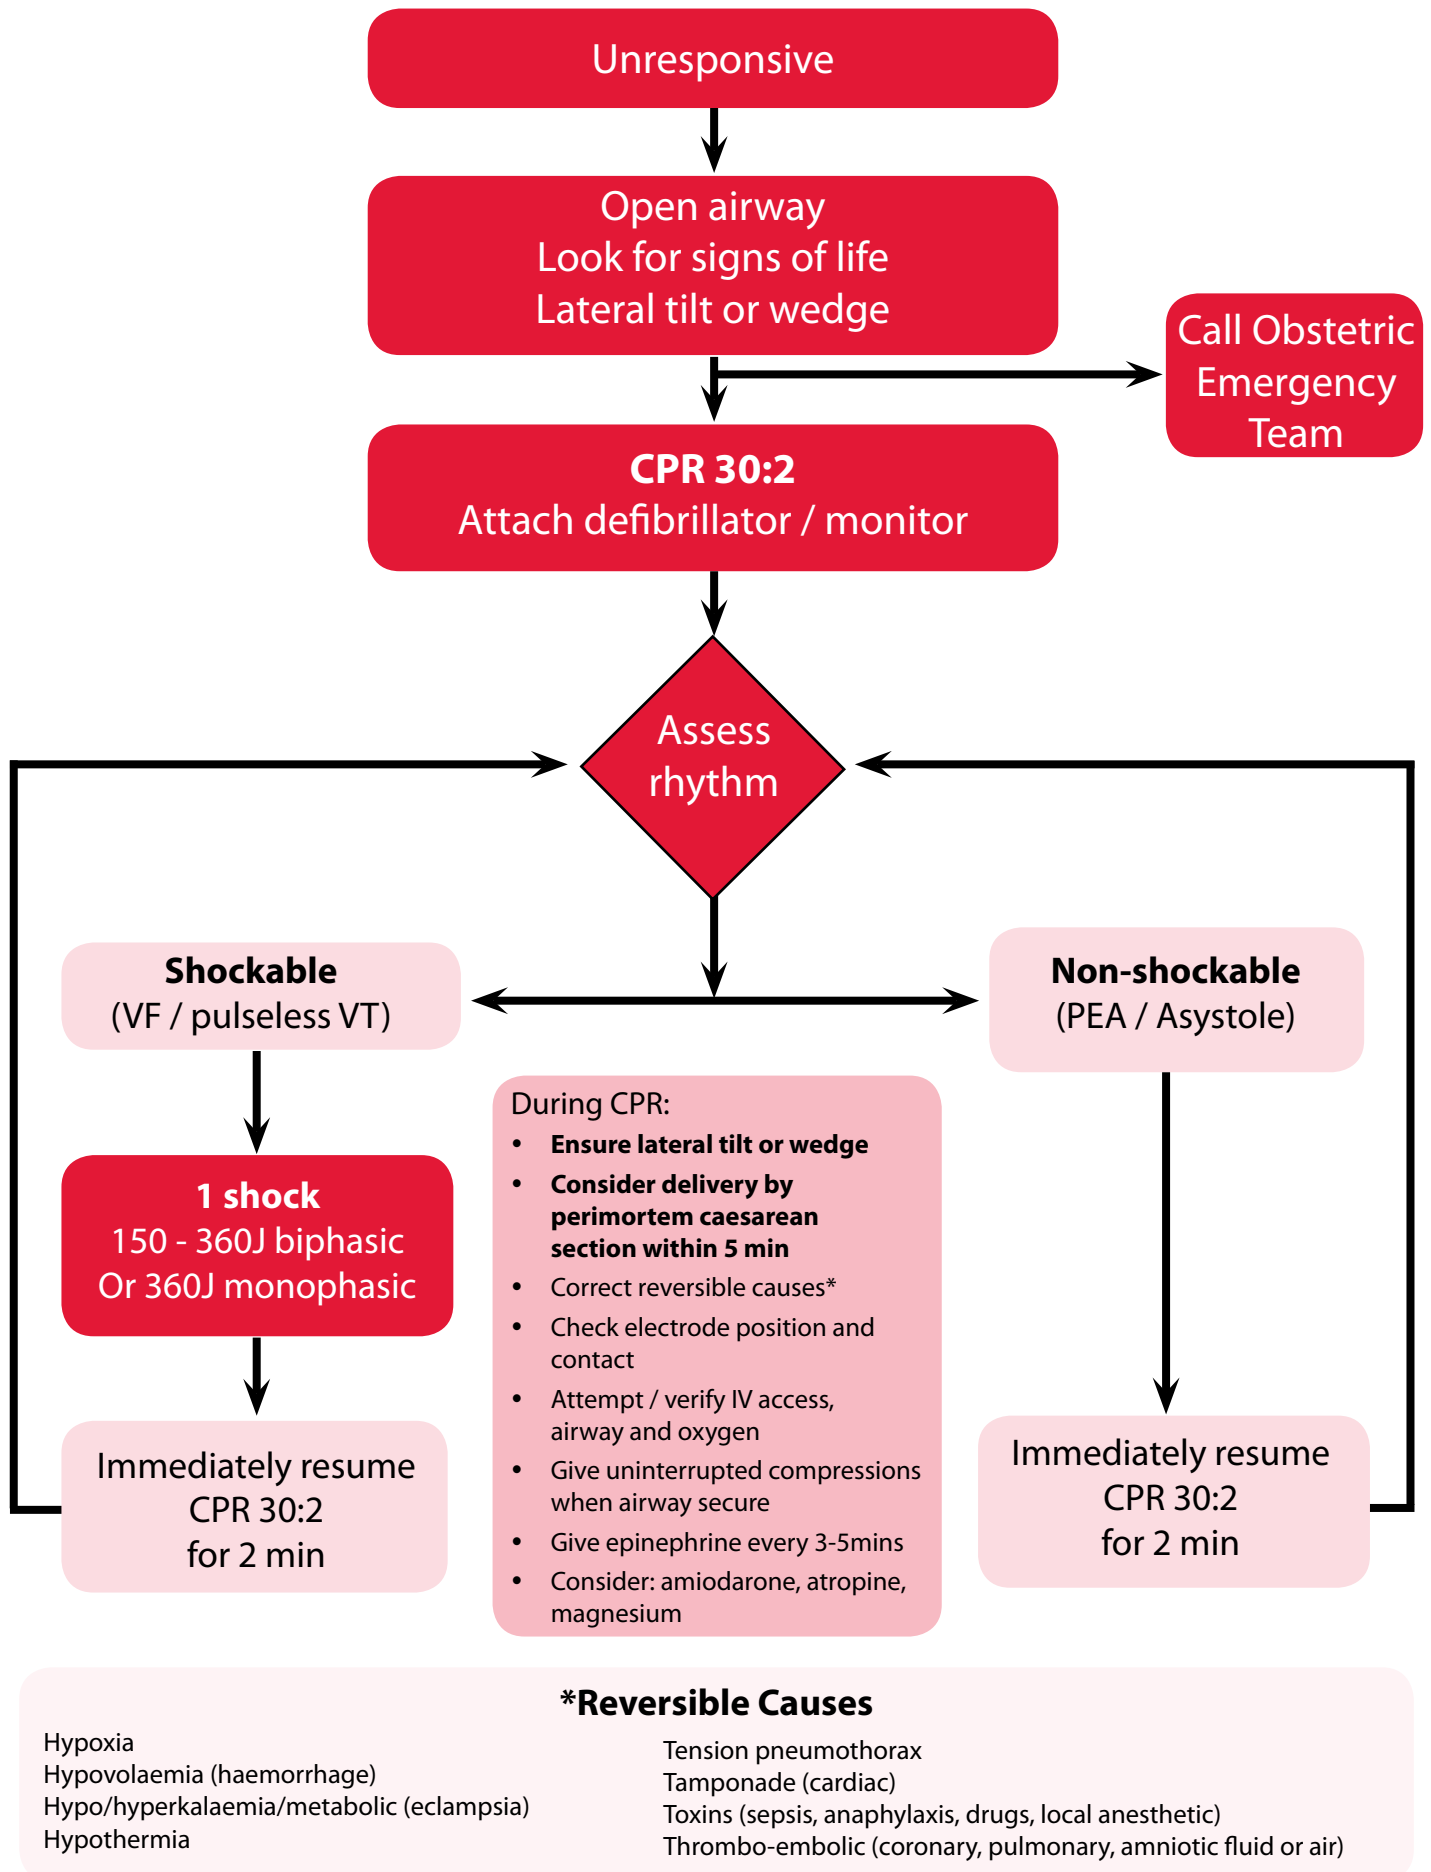 Unresponsive
Open airway
Look for signs of life
Lateral tilt or wedge
Call Obstetric
Emergency
Team
CPR 30:2
Attach defibrillator / monitor
Assess
rhythm
Shockable
(VF / pulseless VT)
Non-shockable
(PEA / Asystole)
1 shock
150 - 360J biphasic
Or 360J monophasic
Immediately resume
CPR 30:2
for 2 min
During CPR:
• Ensure lateral tilt or wedge
• Consider delivery by
perimortem caesarean
section within 5 min
• Correct reversible causes*
• Check electrode position and
contact
• Attempt / verify IV access,
airway and oxygen
• Give uninterrupted compressions
when airway secure
• Give epinephrine every 3-5mins
• Consider: amiodarone, atropine,
magnesium
Immediately resume
CPR 30:2
for 2 min
*Reversible Causes
Hypoxia
Hypovolaemia (haemorrhage)
Hypo/hyperkalaemia/metabolic (eclampsia)
Hypothermia
Tension pneumothorax
Tamponade (cardiac)
Toxins (sepsis, anaphylaxis, drugs, local anesthetic)
Thrombo-embolic (coronary, pulmonary, amniotic fluid or air)